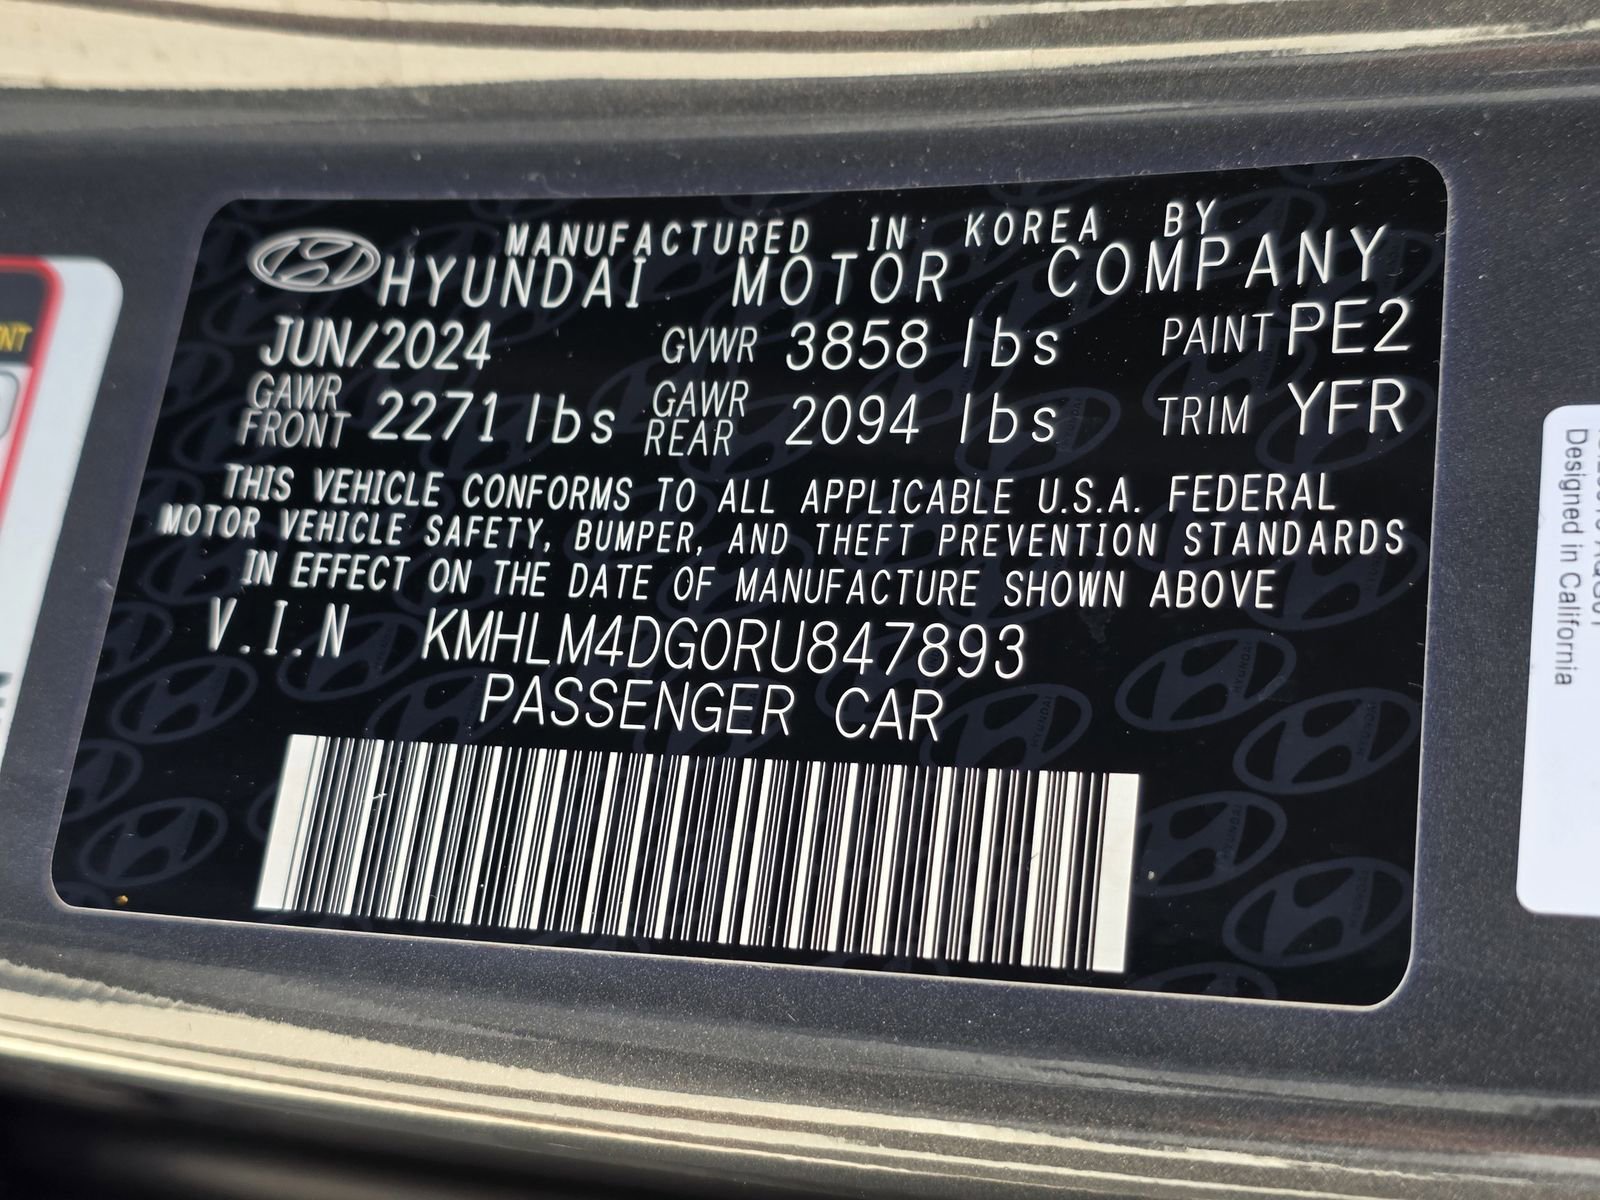 MANUFACTURED IN KOREA BY
HYUNDAI MOTOR COMPANY
JUN/2024 GVWR 3858 lbs PAINT PE2
GAWR FRONT 2271 lbs GAWR REAR 2094 lbs TRIM YFR
THIS VEHICLE CONFORMS TO ALL APPLICABLE U.S.A. FEDERAL
MOTOR VEHICLE SAFETY, BUMPER, AND THEFT PREVENTION STANDARDS
IN EFFECT ON THE DATE OF MANUFACTURE SHOWN ABOVE
V.I.N KMHLM4DG0RU847893
PASSENGER CAR
Designed in California